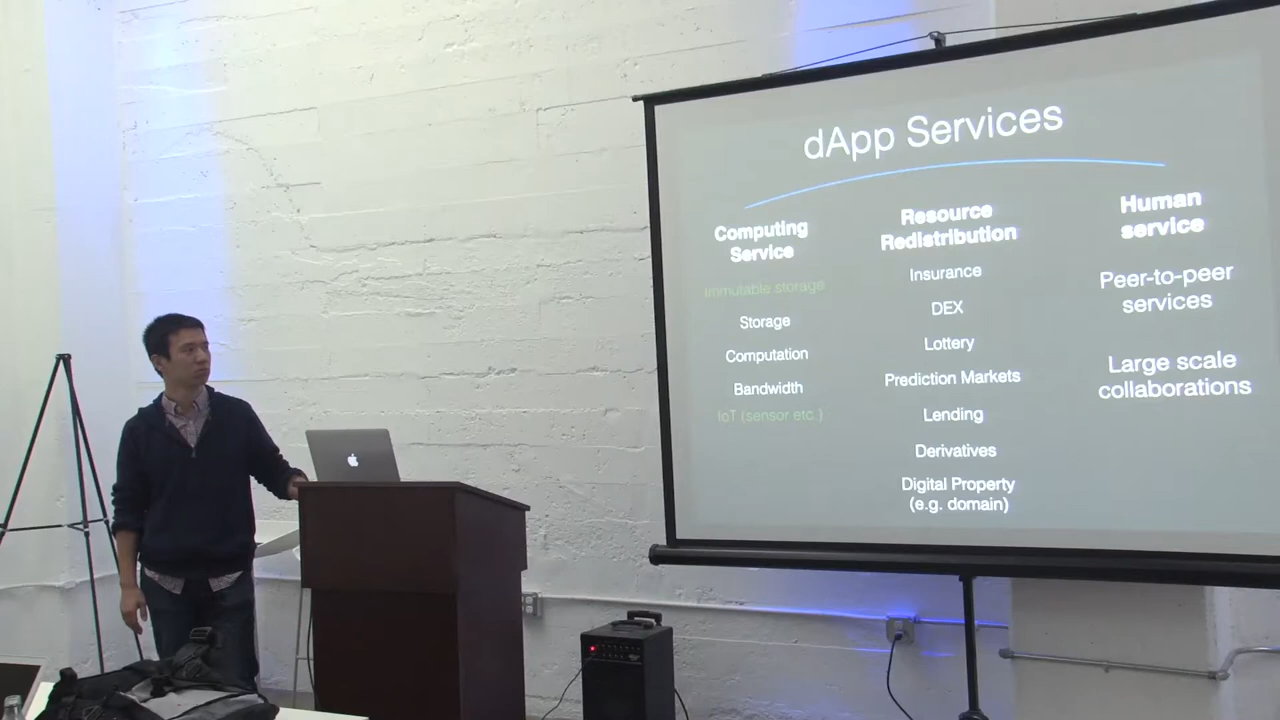 dApp Services
Computing
Service
Immutable storage
Storage
Computation
Bandwidth
IoT (sensor etc.)
Resource
Redistribution
Insurance
DEX
Lottery
Prediction Markets
Lending
Derivatives
Digital Property
(e.g. domain)
Human
service
Peer-to-peer
services
Large scale
collaborations